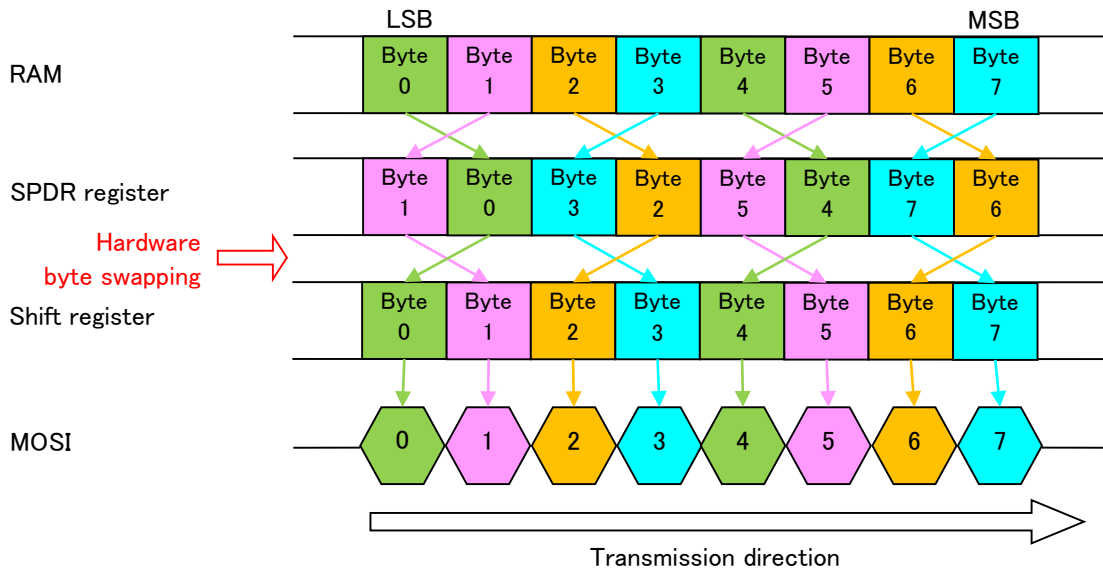 LSB MSB
RAM
Byte Byte Byte Byte Byte Byte Byte Byte
0 1 2 3 4 5 6 7
SPDR register
Byte Byte Byte Byte Byte Byte Byte Byte
1 0 3 2 5 4 7 6
Hardware
byte swapping
Shift register
Byte Byte Byte Byte Byte Byte Byte Byte
0 1 2 3 4 5 6 7
MOSI
0 1 2 3 4 5 6 7
Transmission direction